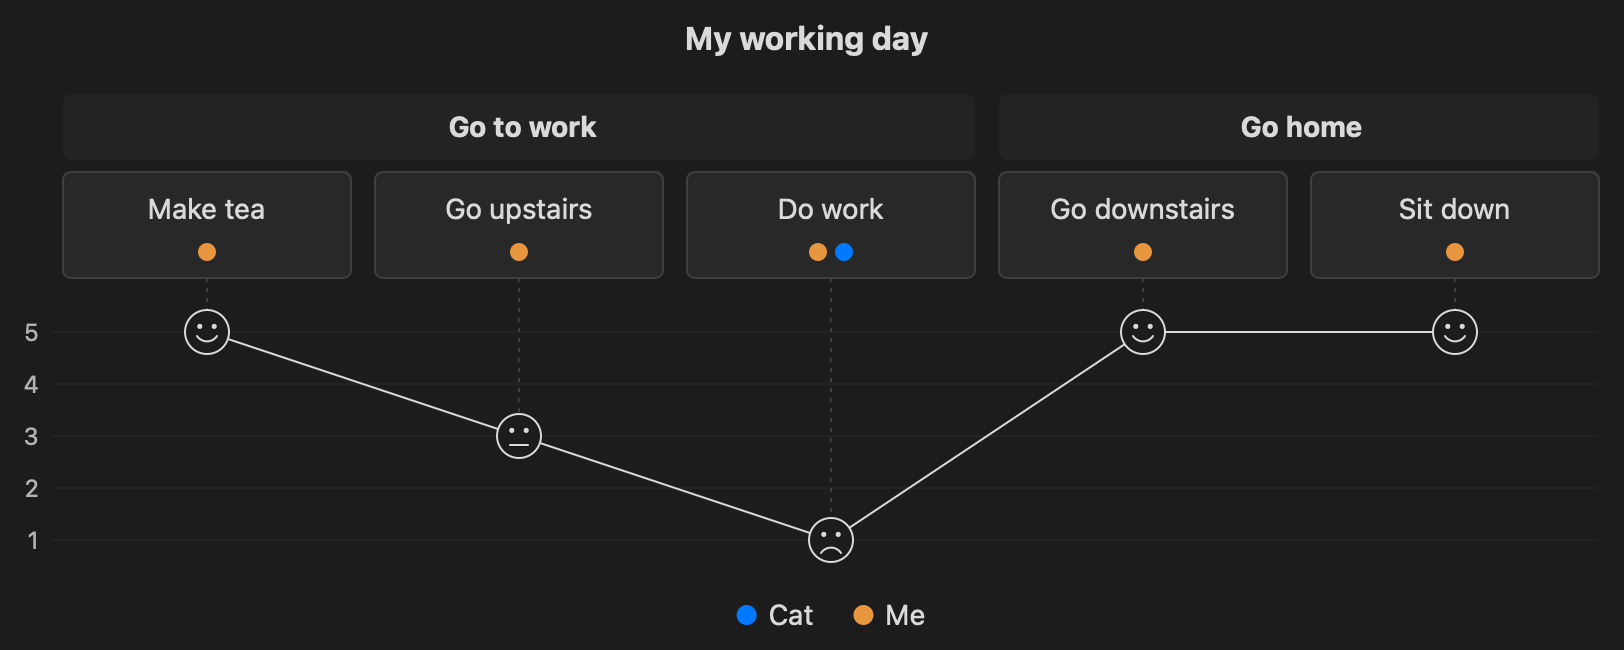 My working day
Go to work
Go home
Make tea
Go upstairs
Do work
Go downstairs
Sit down
5
4
3
2
1
Cat
Me